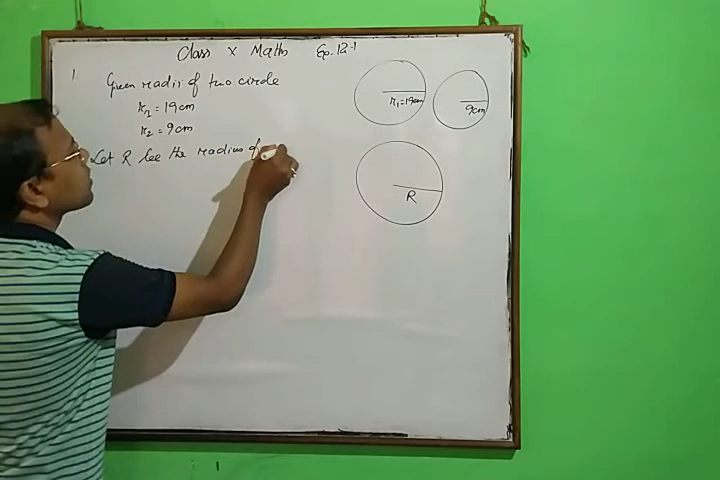 Class X Maths Ex. 12.1
1 Given radii of two circle
r1 = 19cm
r2 = 9cm
Let R be the radius of
r1=19cm
9cm
R